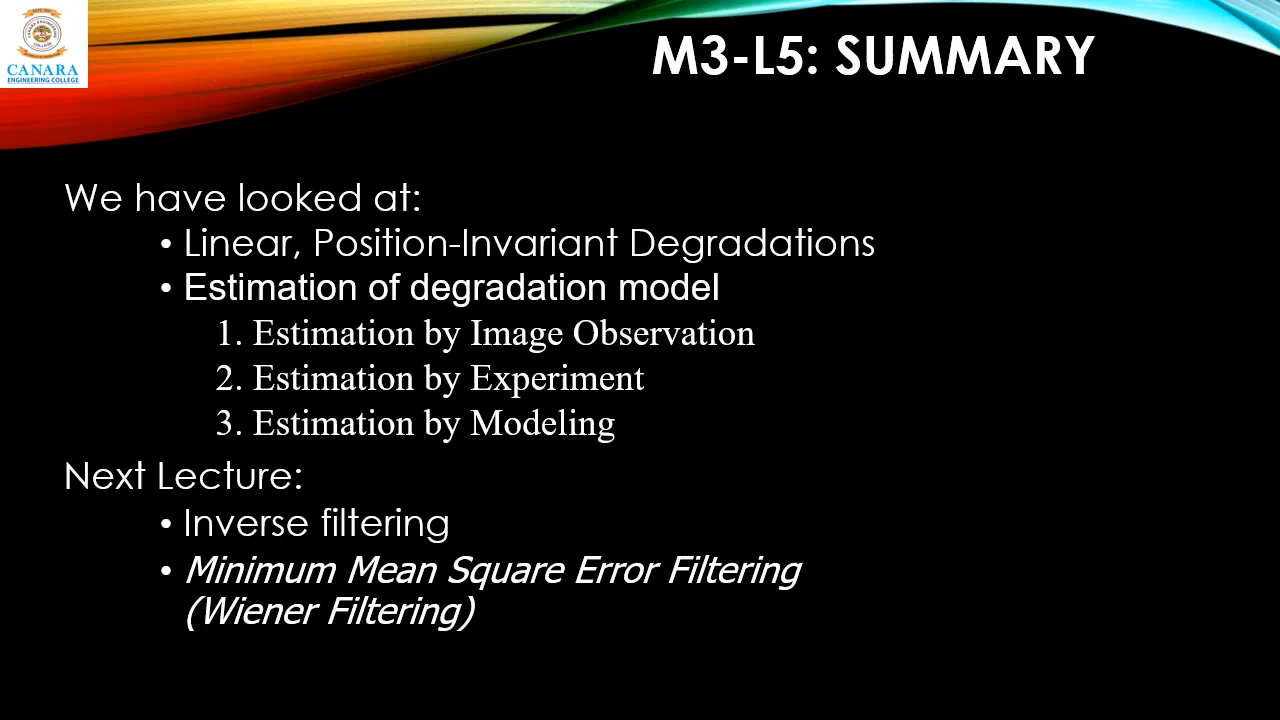 CANARA
ENGINEERING COLLEGE
M3-L5: SUMMARY
We have looked at:
• Linear, Position-Invariant Degradations
• Estimation of degradation model
1. Estimation by Image Observation
2. Estimation by Experiment
3. Estimation by Modeling
Next Lecture:
• Inverse filtering
• Minimum Mean Square Error Filtering
(Wiener Filtering)